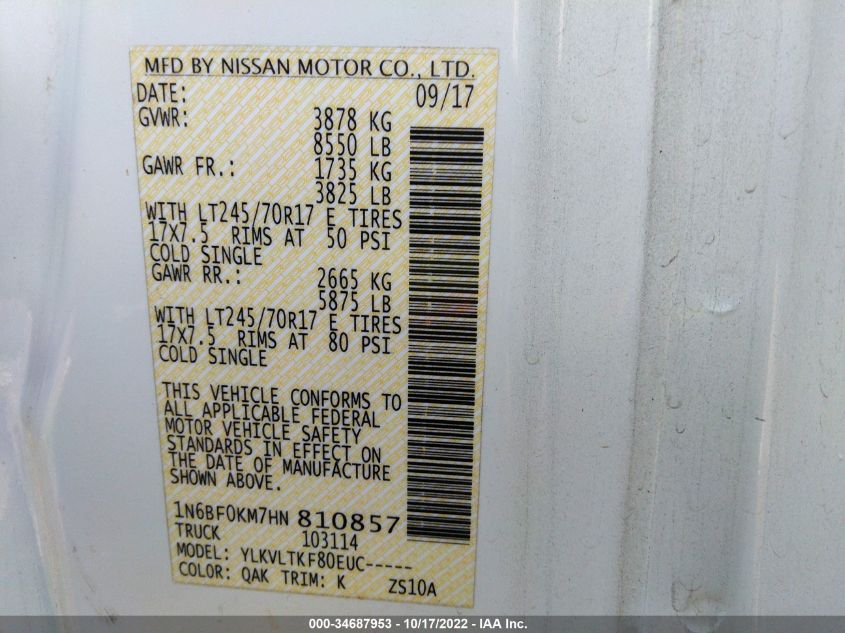 MFD BY NISSAN MOTOR CO., LTD.
DATE: 09/17
GVWR: 3878 KG
8550 LB
GAWR FR.: 1735 KG
3825 LB
WITH LT245/70R17 E TIRES
17X7.5 RIMS AT 50 PSI
COLD SINGLE
GAWR RR.: 2665 KG
5875 LB
WITH LT245/70R17 E TIRES
17X7.5 RIMS AT 80 PSI
COLD SINGLE
THIS VEHICLE CONFORMS TO
ALL APPLICABLE FEDERAL
MOTOR VEHICLE SAFETY
STANDARDS IN EFFECT ON
THE DATE OF MANUFACTURE
SHOWN ABOVE.
1N6BF0KM7HN 810857
TRUCK 103114
MODEL: YLKVLTKF80EUC-----
COLOR: QAK TRIM: K ZS10A
000-34687953 - 10/17/2022 - IAA Inc.